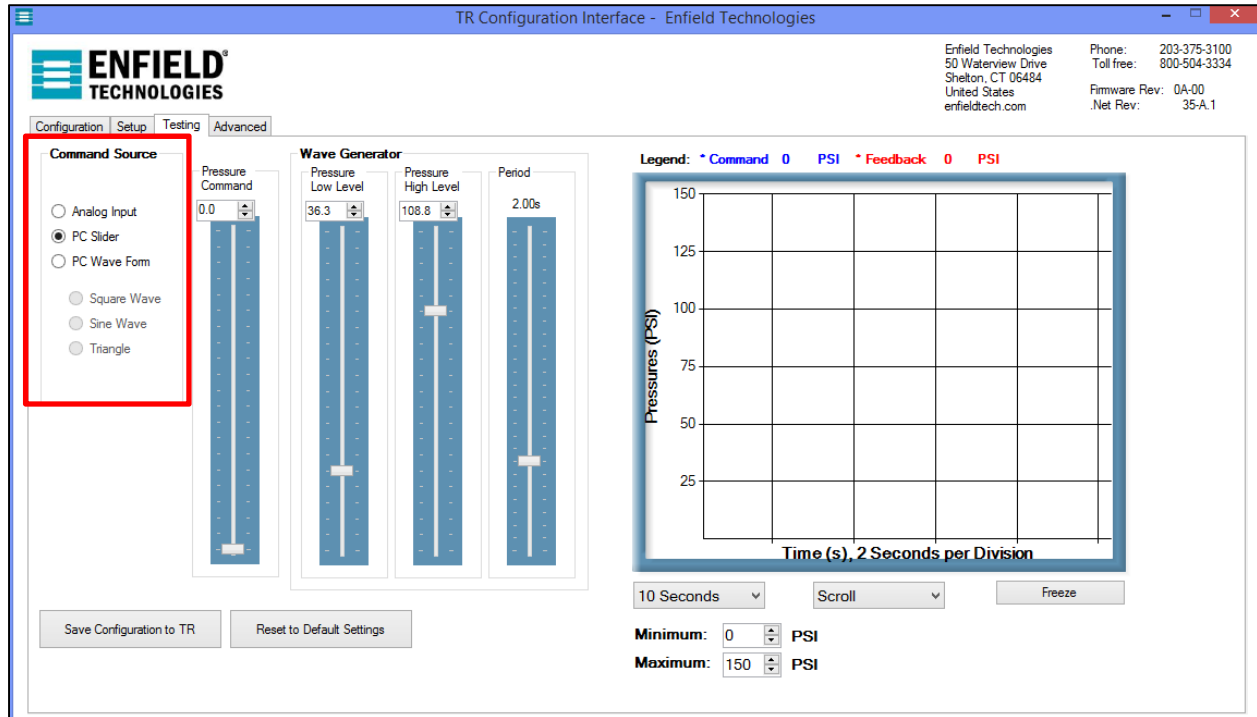 TR Configuration Interface - Enfield Technologies
ENFIELD®
TECHNOLOGIES
Enfield Technologies
50 Waterview Drive
Shelton, CT 06484
United States
enfieldtech.com
Phone: 203-375-3100
Toll free: 800-504-3334
Firmware Rev: 0A-00
.Net Rev: 35-A.1
Configuration Setup Testing Advanced
Command Source
Analog Input
PC Slider
PC Wave Form
Square Wave
Sine Wave
Triangle
Pressure
Command
0.0
Wave Generator
Pressure
Low Level
36.3
Pressure
High Level
108.8
Period
2.00s
Legend: * Command 0 PSI * Feedback 0 PSI
Pressures (PSI)
150
125
100
75
50
25
Time (s), 2 Seconds per Division
10 Seconds
Scroll
Freeze
Save Configuration to TR
Reset to Default Settings
Minimum: 0 PSI
Maximum: 150 PSI